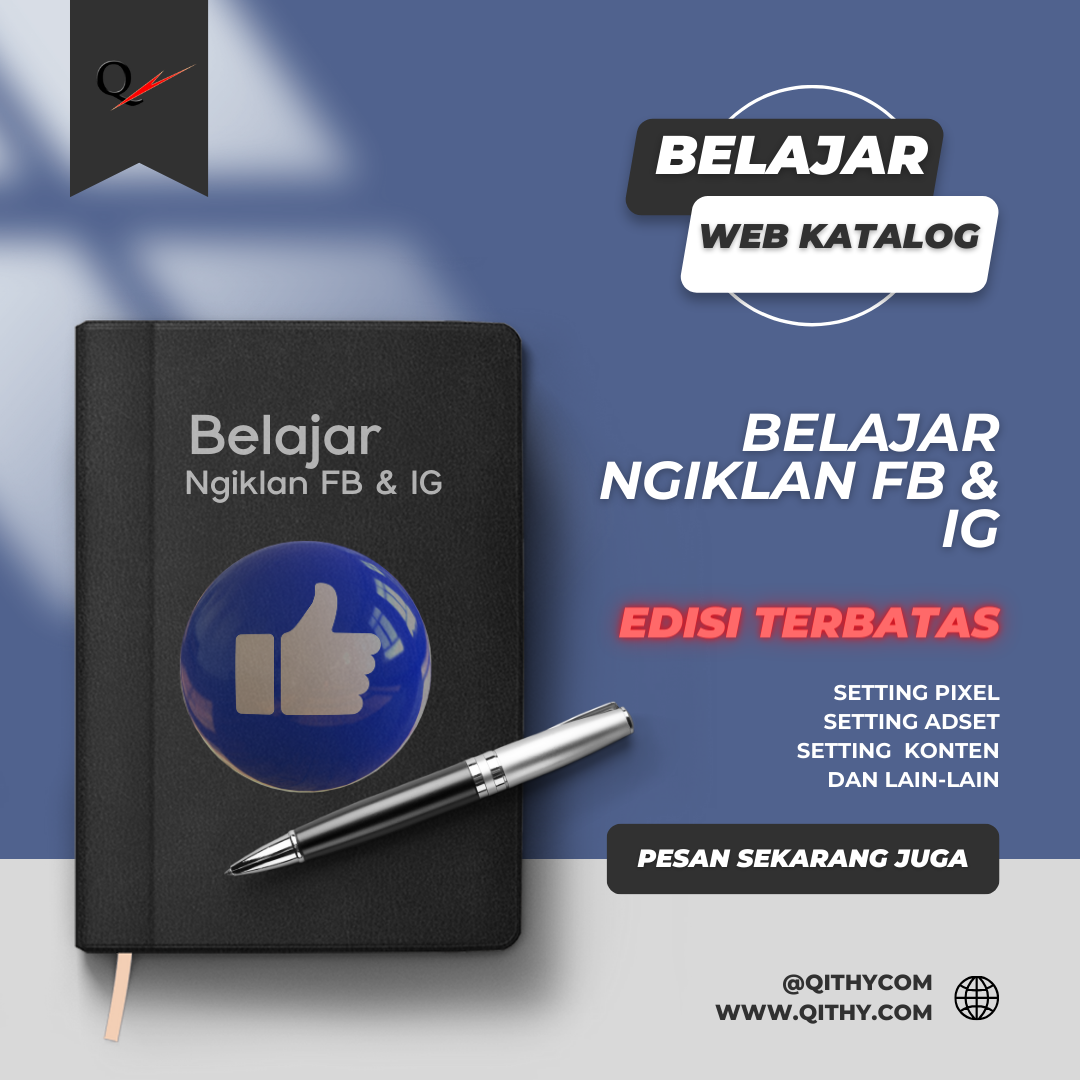 Q
BELAJAR
WEB KATALOG
Belajar
Ngiklan FB & IG
BELAJAR
NGIKLAN FB &
IG
EDISI TERBATAS
SETTING PIXEL
SETTING ADSET
SETTING KONTEN
DAN LAIN-LAIN
PESAN SEKARANG JUGA
@QITHYCOM
WWW.QITHY.COM